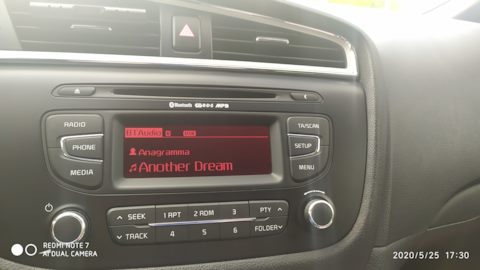 Bluetooth MP3
RADIO
PHONE
MEDIA
BT Audio
Anagramma
Another Dream
TA/SCAN
SETUP
MENU
SEEK
TRACK
1 RPT 2 RDM 3
4 5 6
PTY
FOLDER
REDMI NOTE 7
AI DUAL CAMERA
2020/5/25 17:30